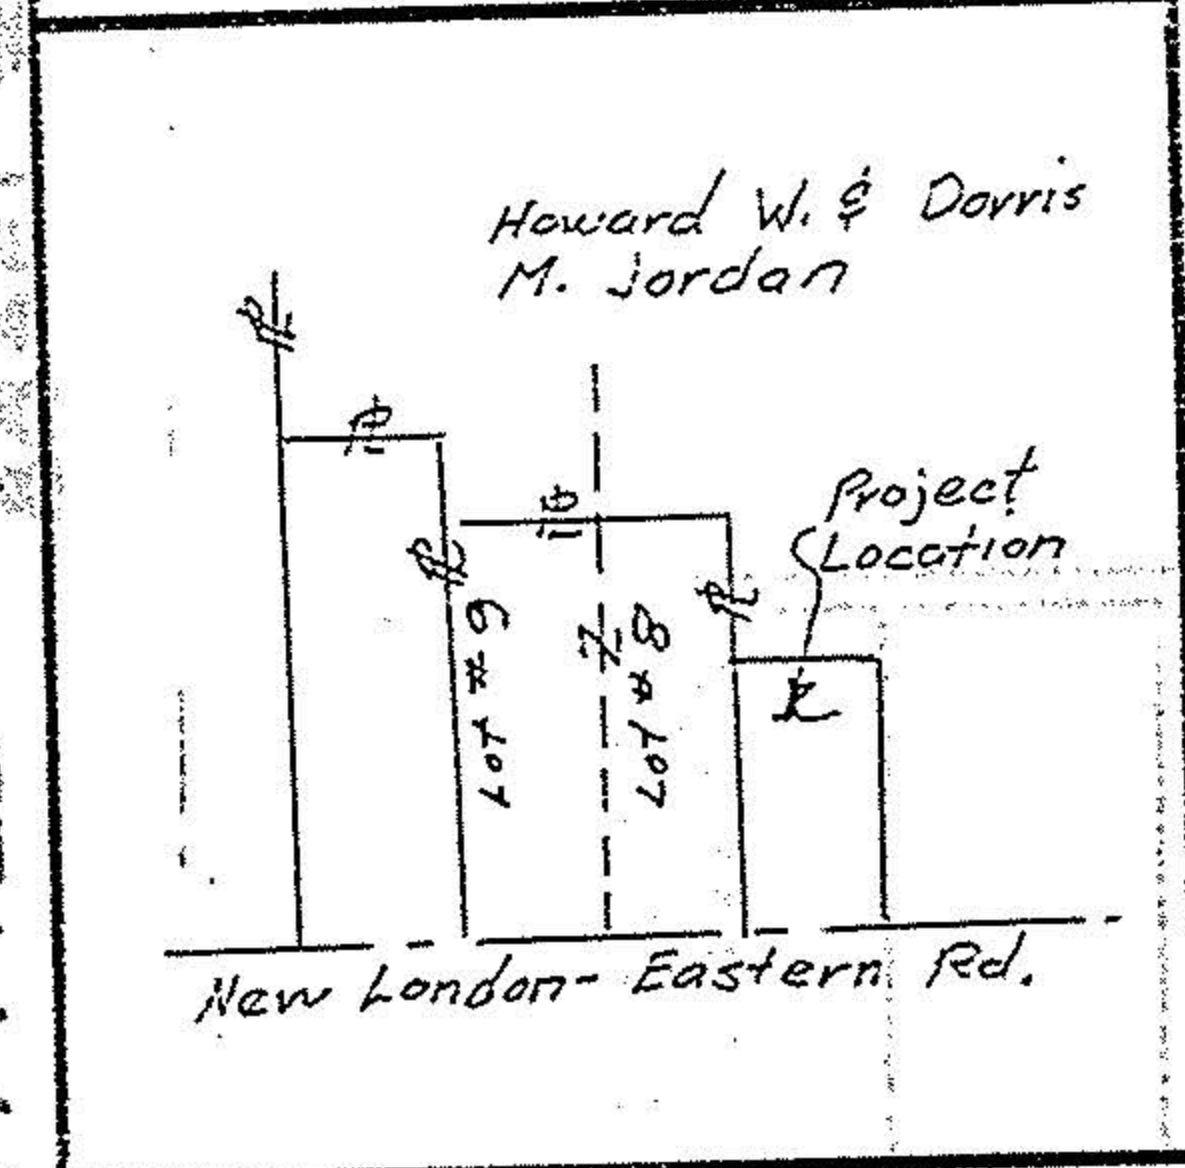 Howard W. & Dorris
M. Jordan
Project
Location
Lot # 9
Lot # 8
New London - Eastern Rd.